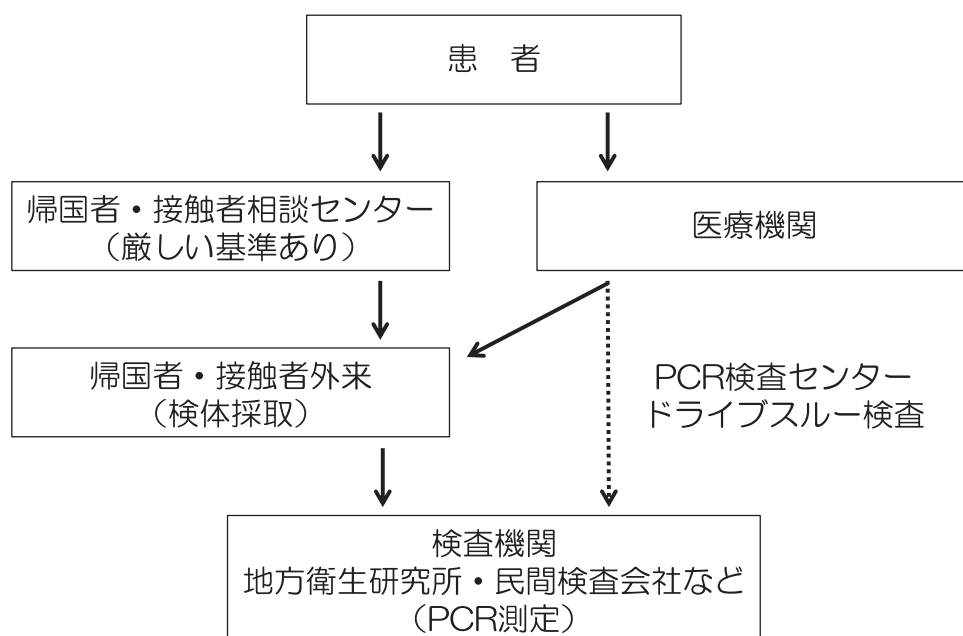 患　者
帰国者・接触者相談センター
（厳しい基準あり）
医療機関
帰国者・接触者外来
（検体採取）
PCR検査センター
ドライブスルー検査
検査機関
地方衛生研究所・民間検査会社など
（PCR測定）